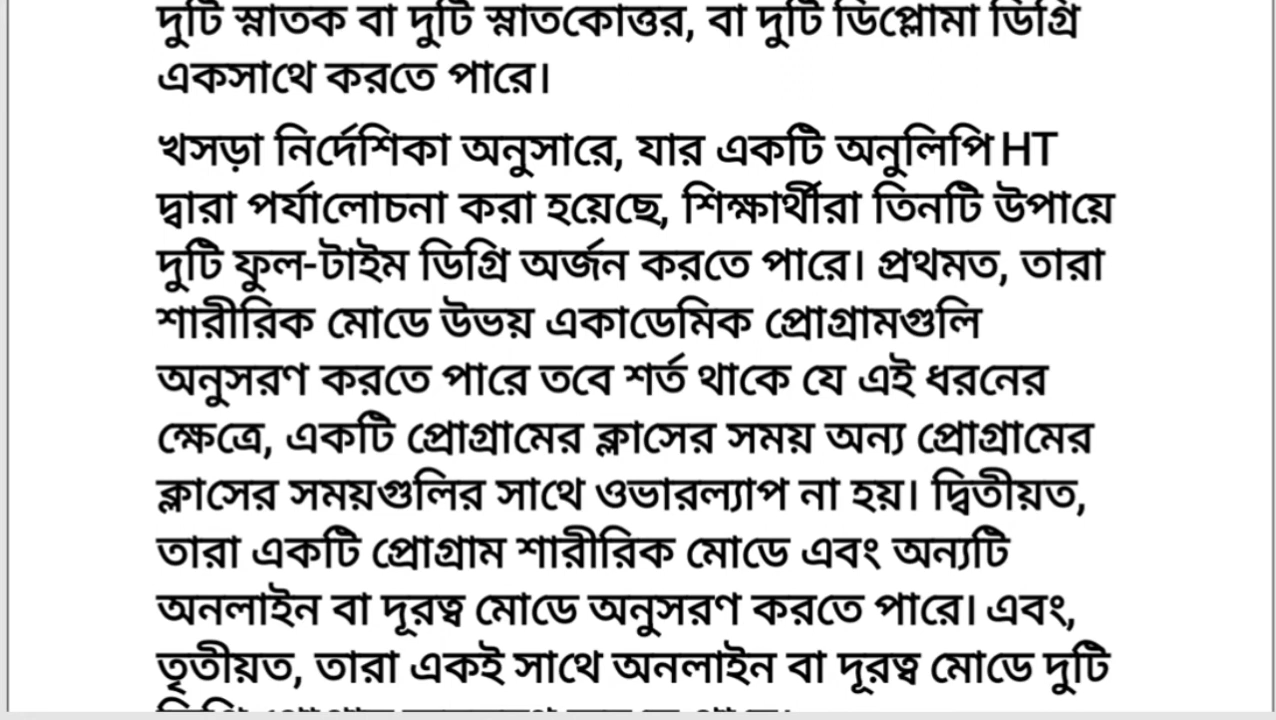 দুটি স্নাতক বা দুটি স্নাতকোত্তর, বা দুটি ডিপ্লোমা ডিগ্রি
একসাথে করতে পারে।
খসড়া নির্দেশিকা অনুসারে, যার একটি অনুলিপি HT
দ্বারা পর্যালোচনা করা হয়েছে, শিক্ষার্থীরা তিনটি উপায়ে
দুটি ফুল-টাইম ডিগ্রি অর্জন করতে পারে। প্রথমত, তারা
শারীরিক মোডে উভয় একাডেমিক প্রোগ্রামগুলি
অনুসরণ করতে পারে তবে শর্ত থাকে যে এই ধরনের
ক্ষেত্রে, একটি প্রোগ্রামের ক্লাসের সময় অন্য প্রোগ্রামের
ক্লাসের সময়গুলির সাথে ওভারল্যাপ না হয়। দ্বিতীয়ত,
তারা একটি প্রোগ্রাম শারীরিক মোডে এবং অন্যটি
অনলাইন বা দূরত্ব মোডে অনুসরণ করতে পারে। এবং,
তৃতীয়ত, তারা একই সাথে অনলাইন বা দূরত্ব মোডে দুটি